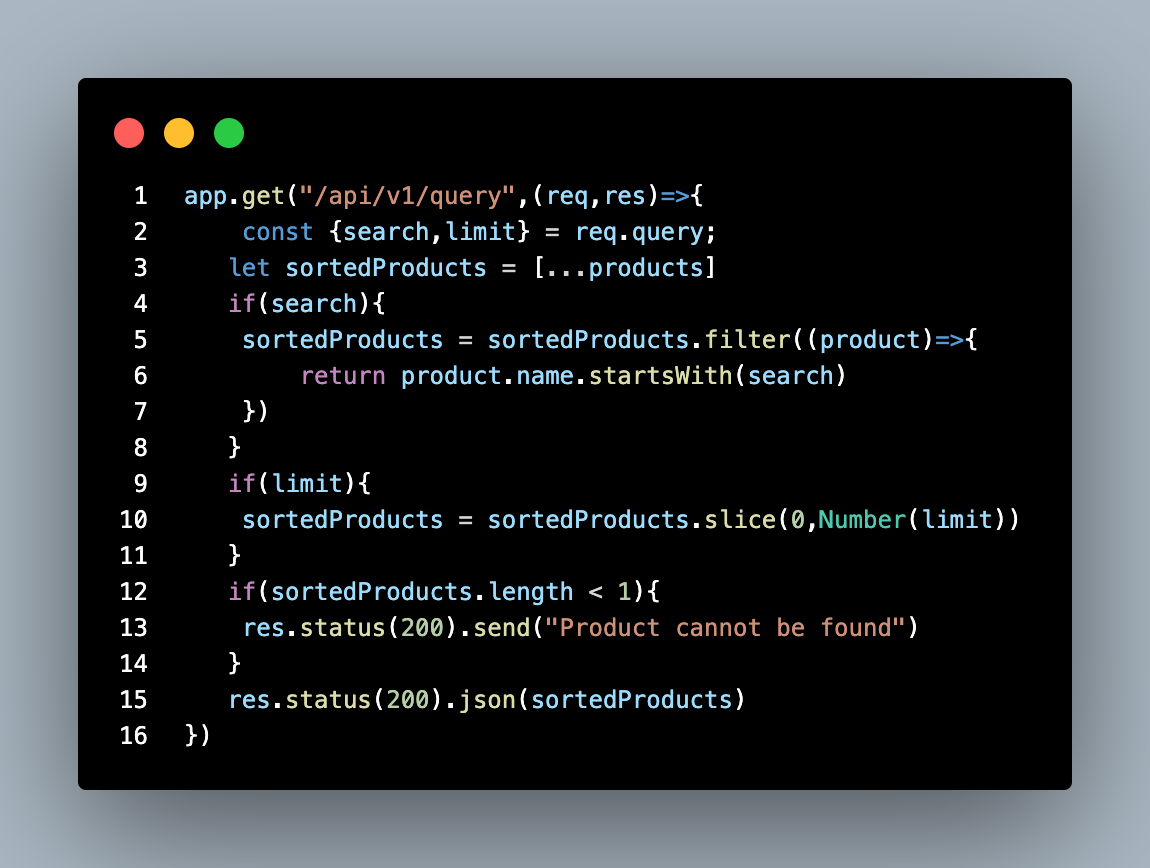 1 app.get("/api/v1/query",(req,res)=>{
2     const {search,limit} = req.query;
3    let sortedProducts = [...products]
4    if(search){
5     sortedProducts = sortedProducts.filter((product)=>{
6         return product.name.startsWith(search)
7     })
8    }
9    if(limit){
10     sortedProducts = sortedProducts.slice(0,Number(limit))
11    }
12    if(sortedProducts.length < 1){
13     res.status(200).send("Product cannot be found")
14    }
15    res.status(200).json(sortedProducts)
16 })